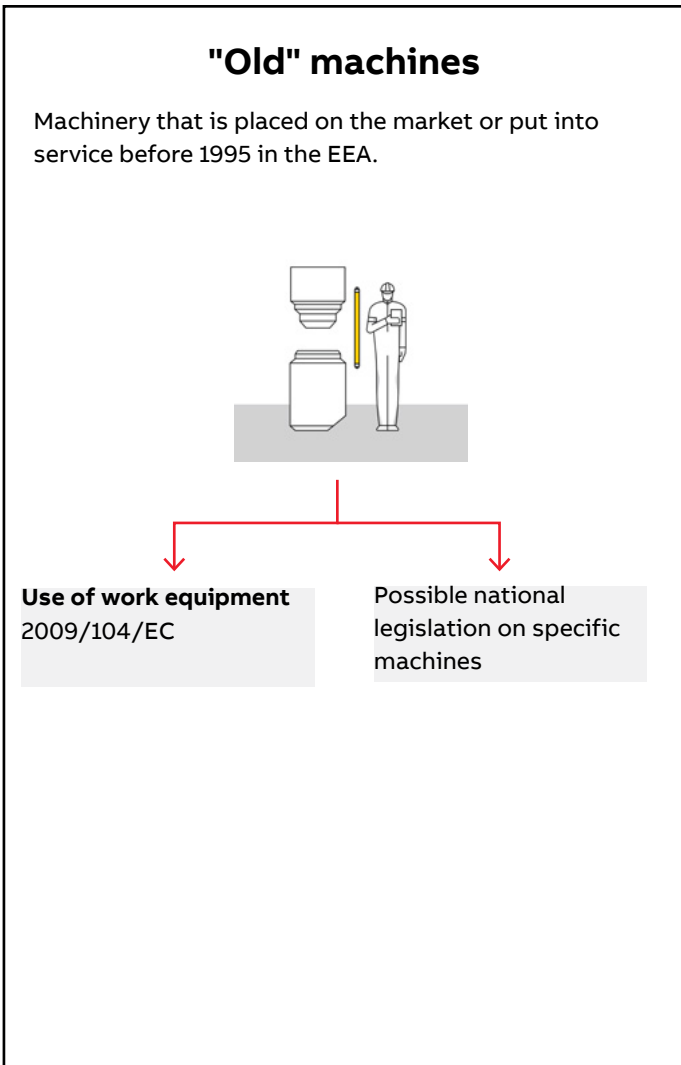 "Old" machines
Machinery that is placed on the market or put into
service before 1995 in the EEA.
Use of work equipment
2009/104/EC
Possible national
legislation on specific
machines